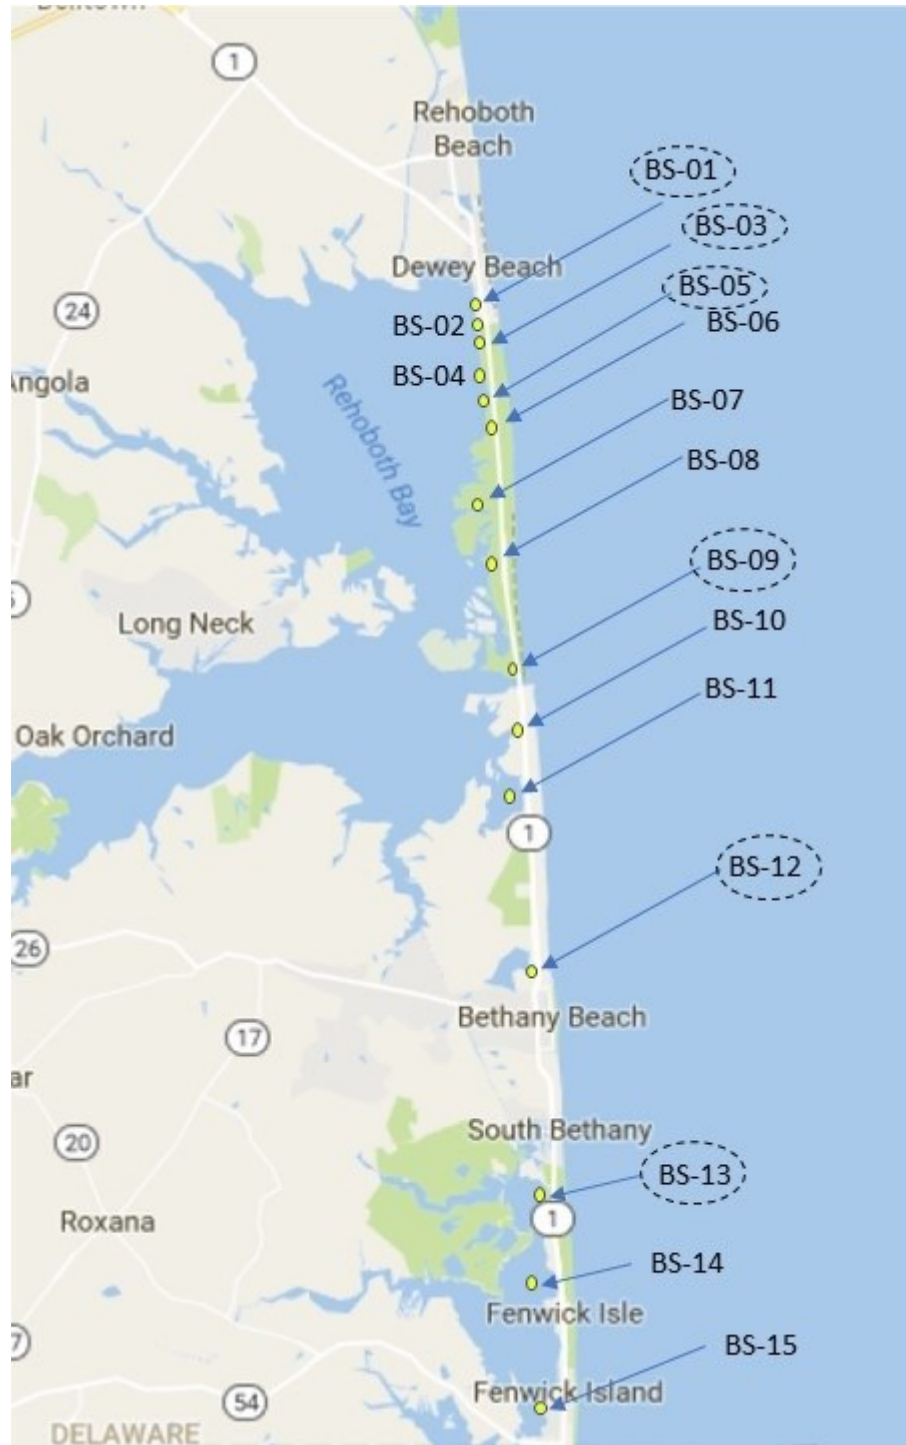 1
Rehoboth
Beach
BS-01
BS-03
Dewey Beach
BS-05
24
BS-02
BS-06
BS-04
Angola
BS-07
Rehoboth Bay
BS-08
BS-09
Long Neck
BS-10
BS-11
Oak Orchard
1
BS-12
26
Bethany Beach
17
ar
South Bethany
20
BS-13
Roxana
1
BS-14
Fenwick Isle
7
BS-15
Fenwick Island
54
DELAWARE